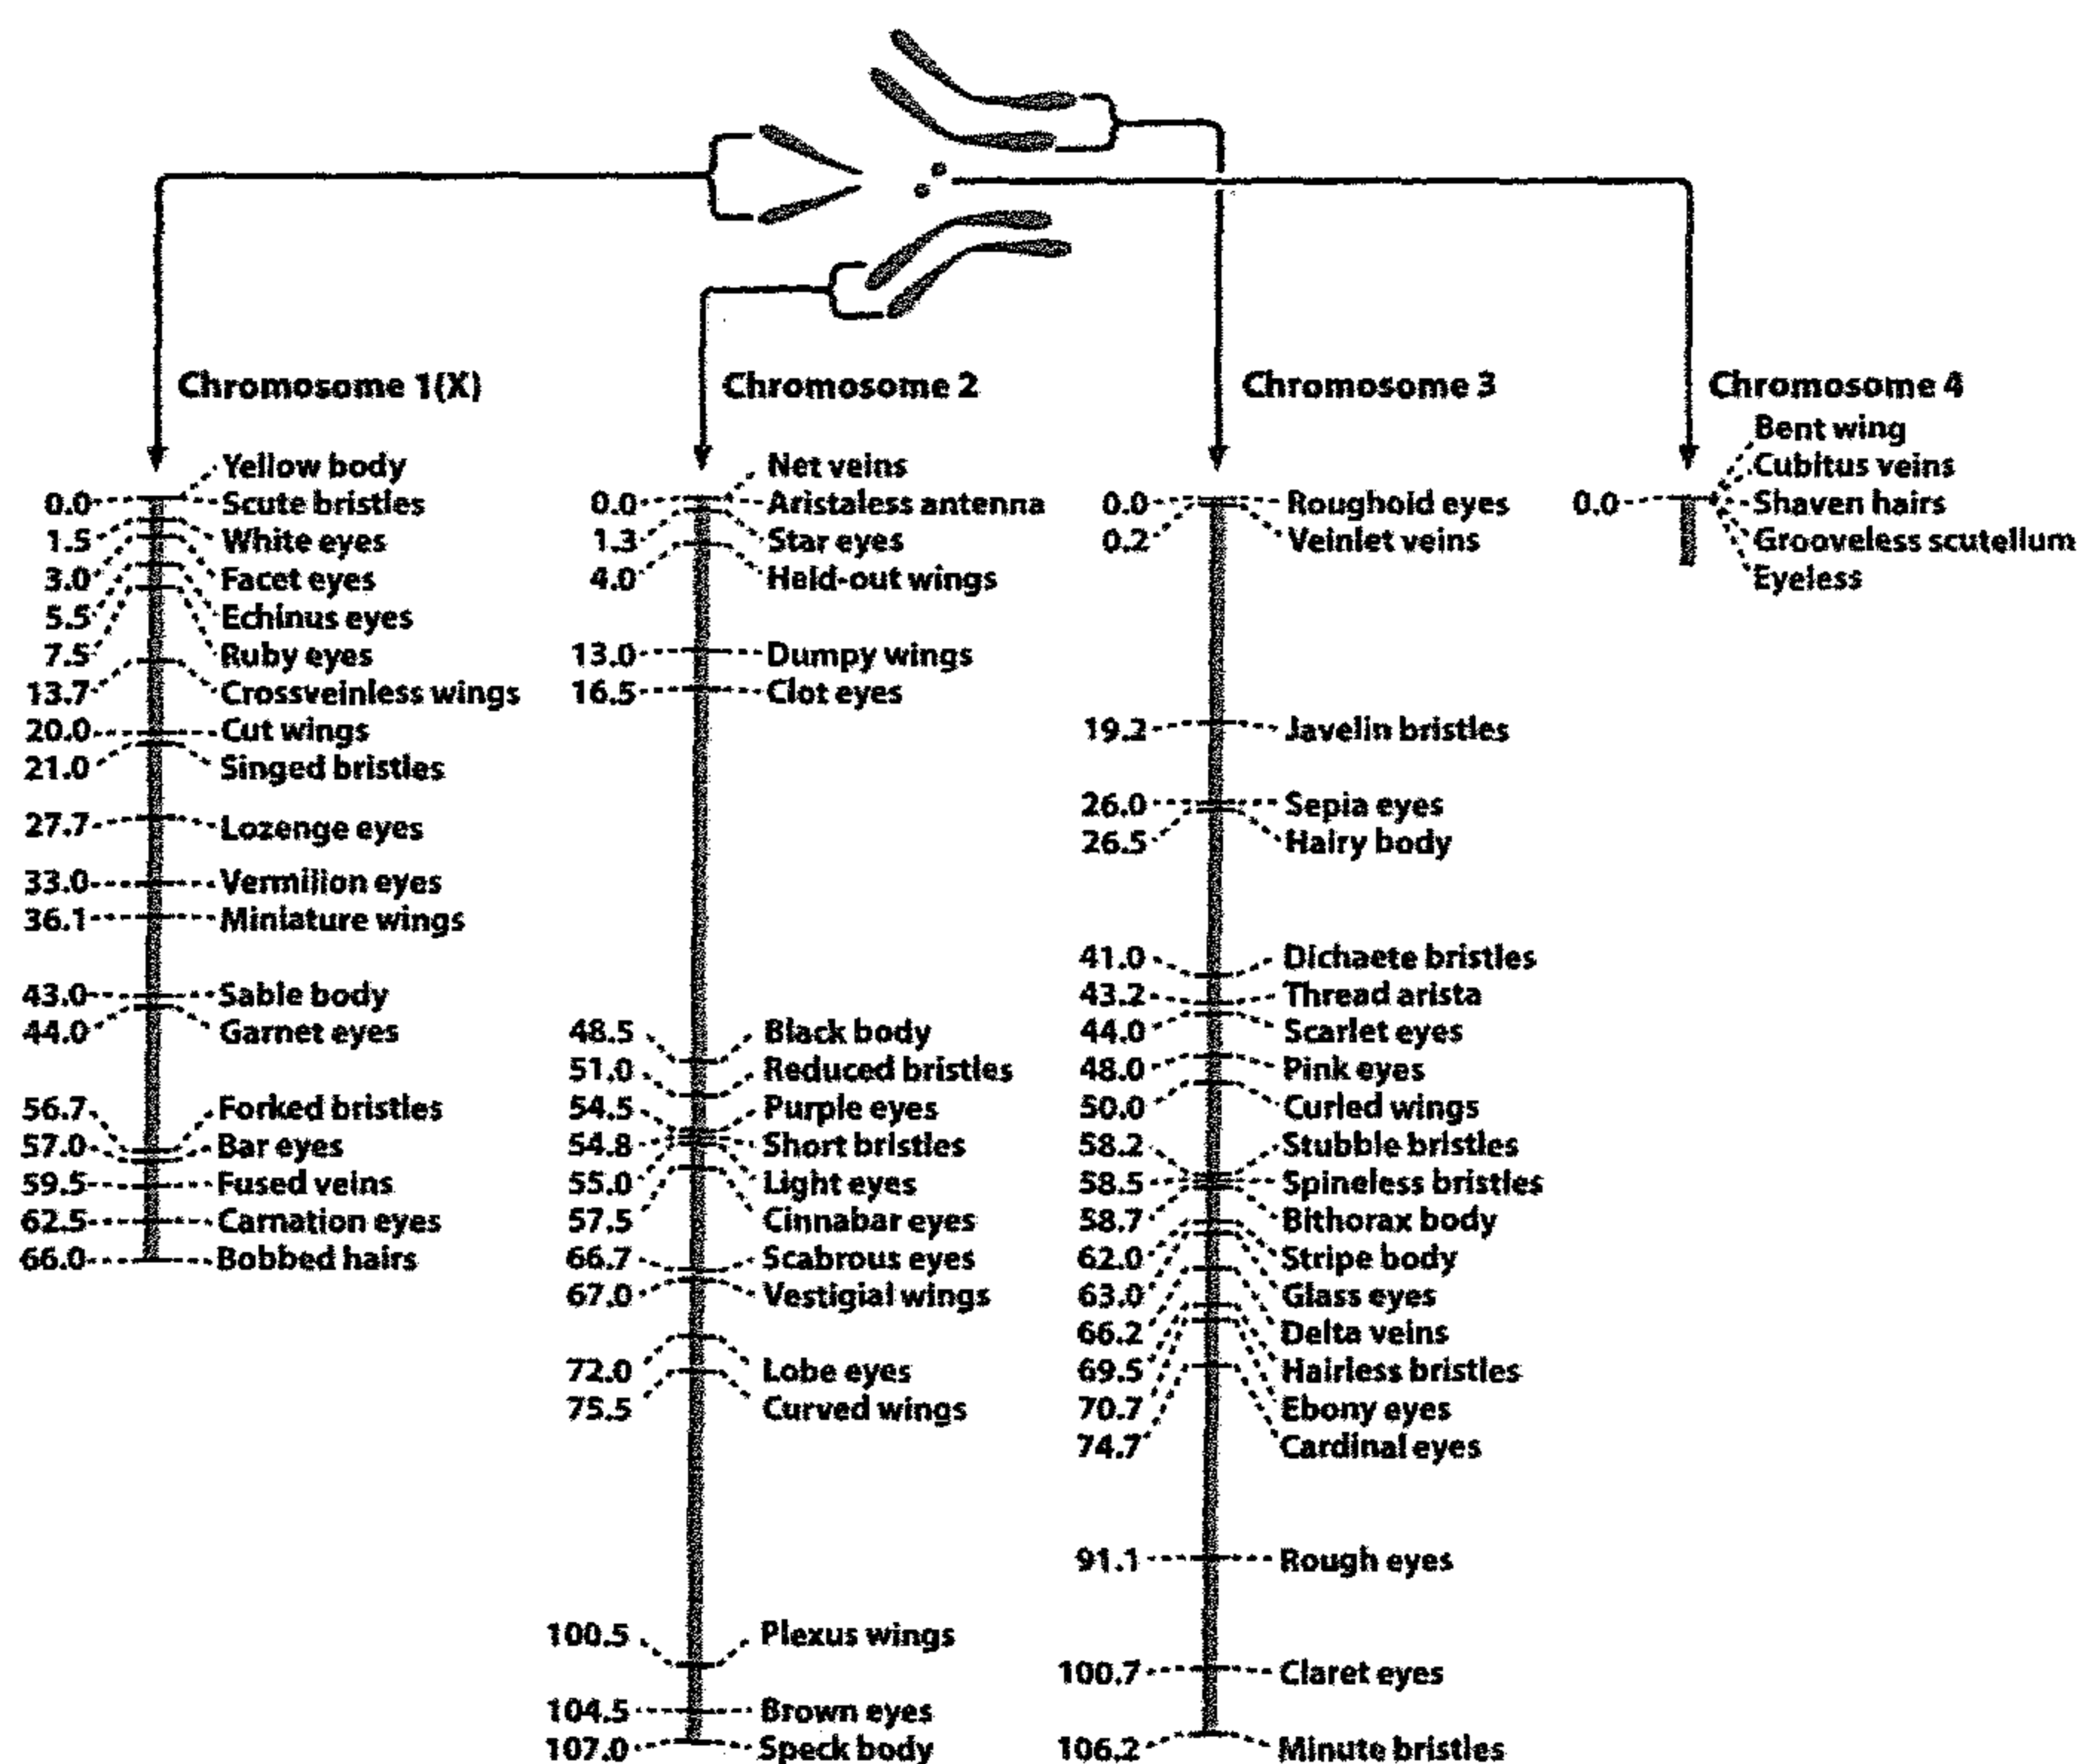 Chromosome 1(X)
Yellow body
0.0 Scute bristles
1.5 White eyes
3.0 Facet eyes
5.5 Echinus eyes
7.5 Ruby eyes
13.7 Crossveinless wings
20.0 Cut wings
21.0 Singed bristles
27.7 Lozenge eyes
33.0 Vermilion eyes
36.1 Miniature wings
43.0 Sable body
44.0 Garnet eyes
56.7 Forked bristles
57.0 Bar eyes
59.5 Fused veins
62.5 Carnation eyes
66.0 Bobbed hairs
Chromosome 2
Net veins
0.0 Aristaless antenna
1.3 Star eyes
4.0 Held-out wings
13.0 Dumpy wings
16.5 Clot eyes
48.5 Black body
51.0 Reduced bristles
54.5 Purple eyes
54.8 Short bristles
55.0 Light eyes
57.5 Cinnabar eyes
66.7 Scabrous eyes
67.0 Vestigial wings
72.0 Lobe eyes
75.5 Curved wings
100.5 Plexus wings
104.5 Brown eyes
107.0 Speck body
Chromosome 3
0.0 Roughoid eyes
0.2 Veinlet veins
19.2 Javelin bristles
26.0 Sepia eyes
26.5 Hairy body
41.0 Dichaete bristles
43.2 Thread arista
44.0 Scarlet eyes
48.0 Pink eyes
50.0 Curled wings
58.2 Stubble bristles
58.5 Spineless bristles
58.7 Bithorax body
62.0 Stripe body
63.0 Glass eyes
66.2 Delta veins
69.5 Hairless bristles
70.7 Ebony eyes
74.7 Cardinal eyes
91.1 Rough eyes
100.7 Claret eyes
106.2 Minute bristles
Chromosome 4
Bent wing
Cubitus veins
0.0 Shaven hairs
Grooveless scutellum
Eyeless